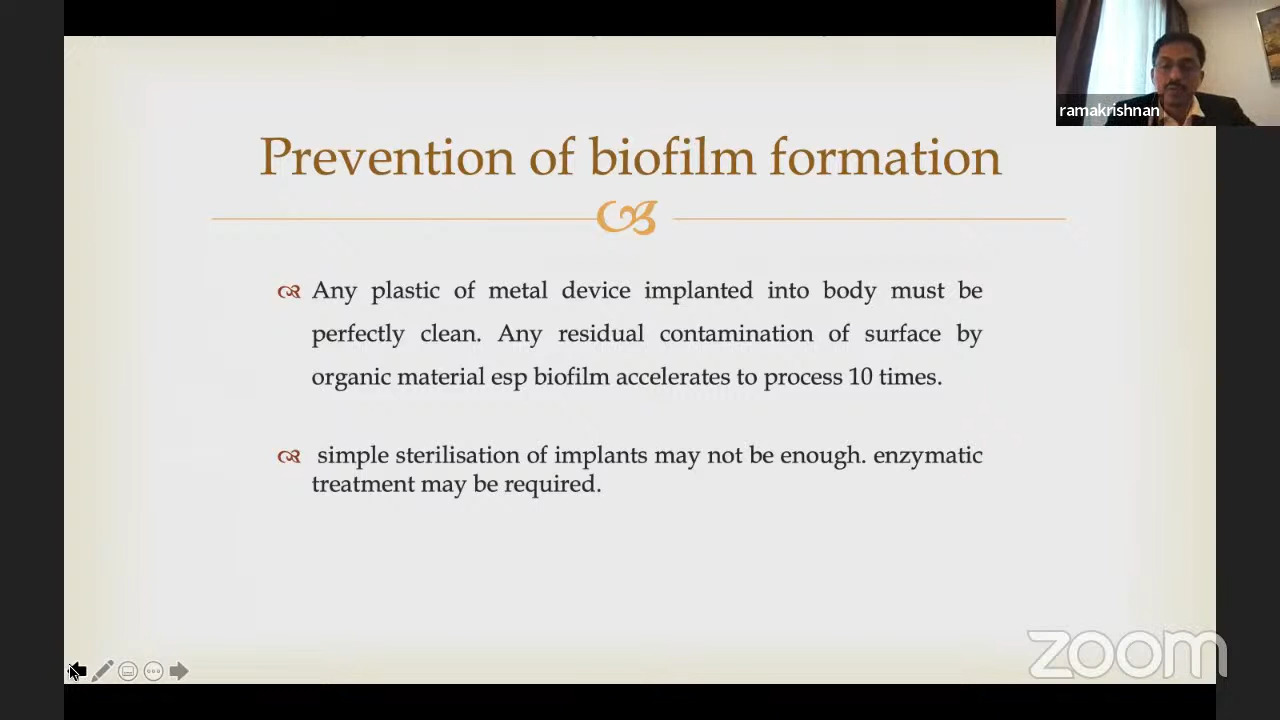 ramakrishnan
Prevention of biofilm formation
Any plastic of metal device implanted into body must be
perfectly clean. Any residual contamination of surface by
organic material esp biofilm accelerates to process 10 times.
simple sterilisation of implants may not be enough. enzymatic
treatment may be required.
zoom